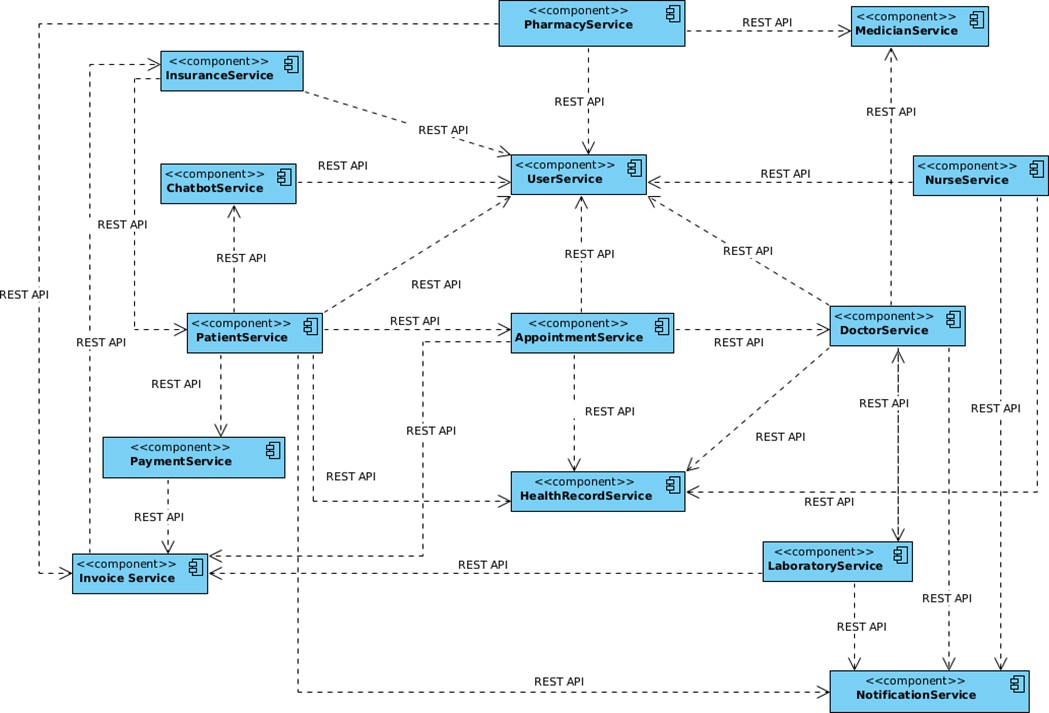 <<component>>
PharmacyService
REST API
<<component>>
MedicianService
<<component>>
InsuranceService
REST API
REST API
REST API
<<component>>
ChatbotService
REST API
<<component>>
UserService
REST API
<<component>>
NurseService
REST API
REST API
REST API
REST API
REST API
REST API
REST API
<<component>>
PatientService
REST API
<<component>>
AppointmentService
REST API
<<component>>
DoctorService
REST API
REST API
REST API
REST API
REST API
REST API
REST API
<<component>>
PaymentService
REST API
<<component>>
HealthRecordService
REST API
REST API
<<component>>
Invoice Service
REST API
<<component>>
LaboratoryService
REST API
REST API
REST API
<<component>>
NotificationService